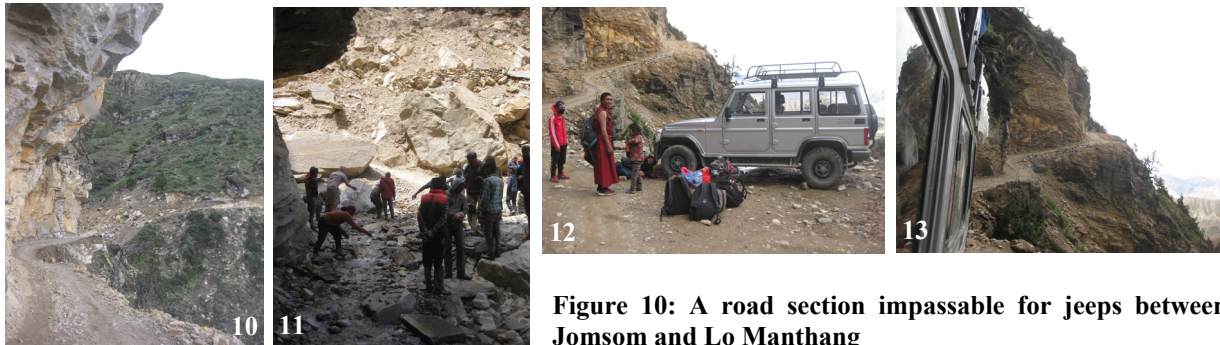 10
11
12
13
Figure 10: A road section impassable for jeeps between
Jomsom and Lo Manthang